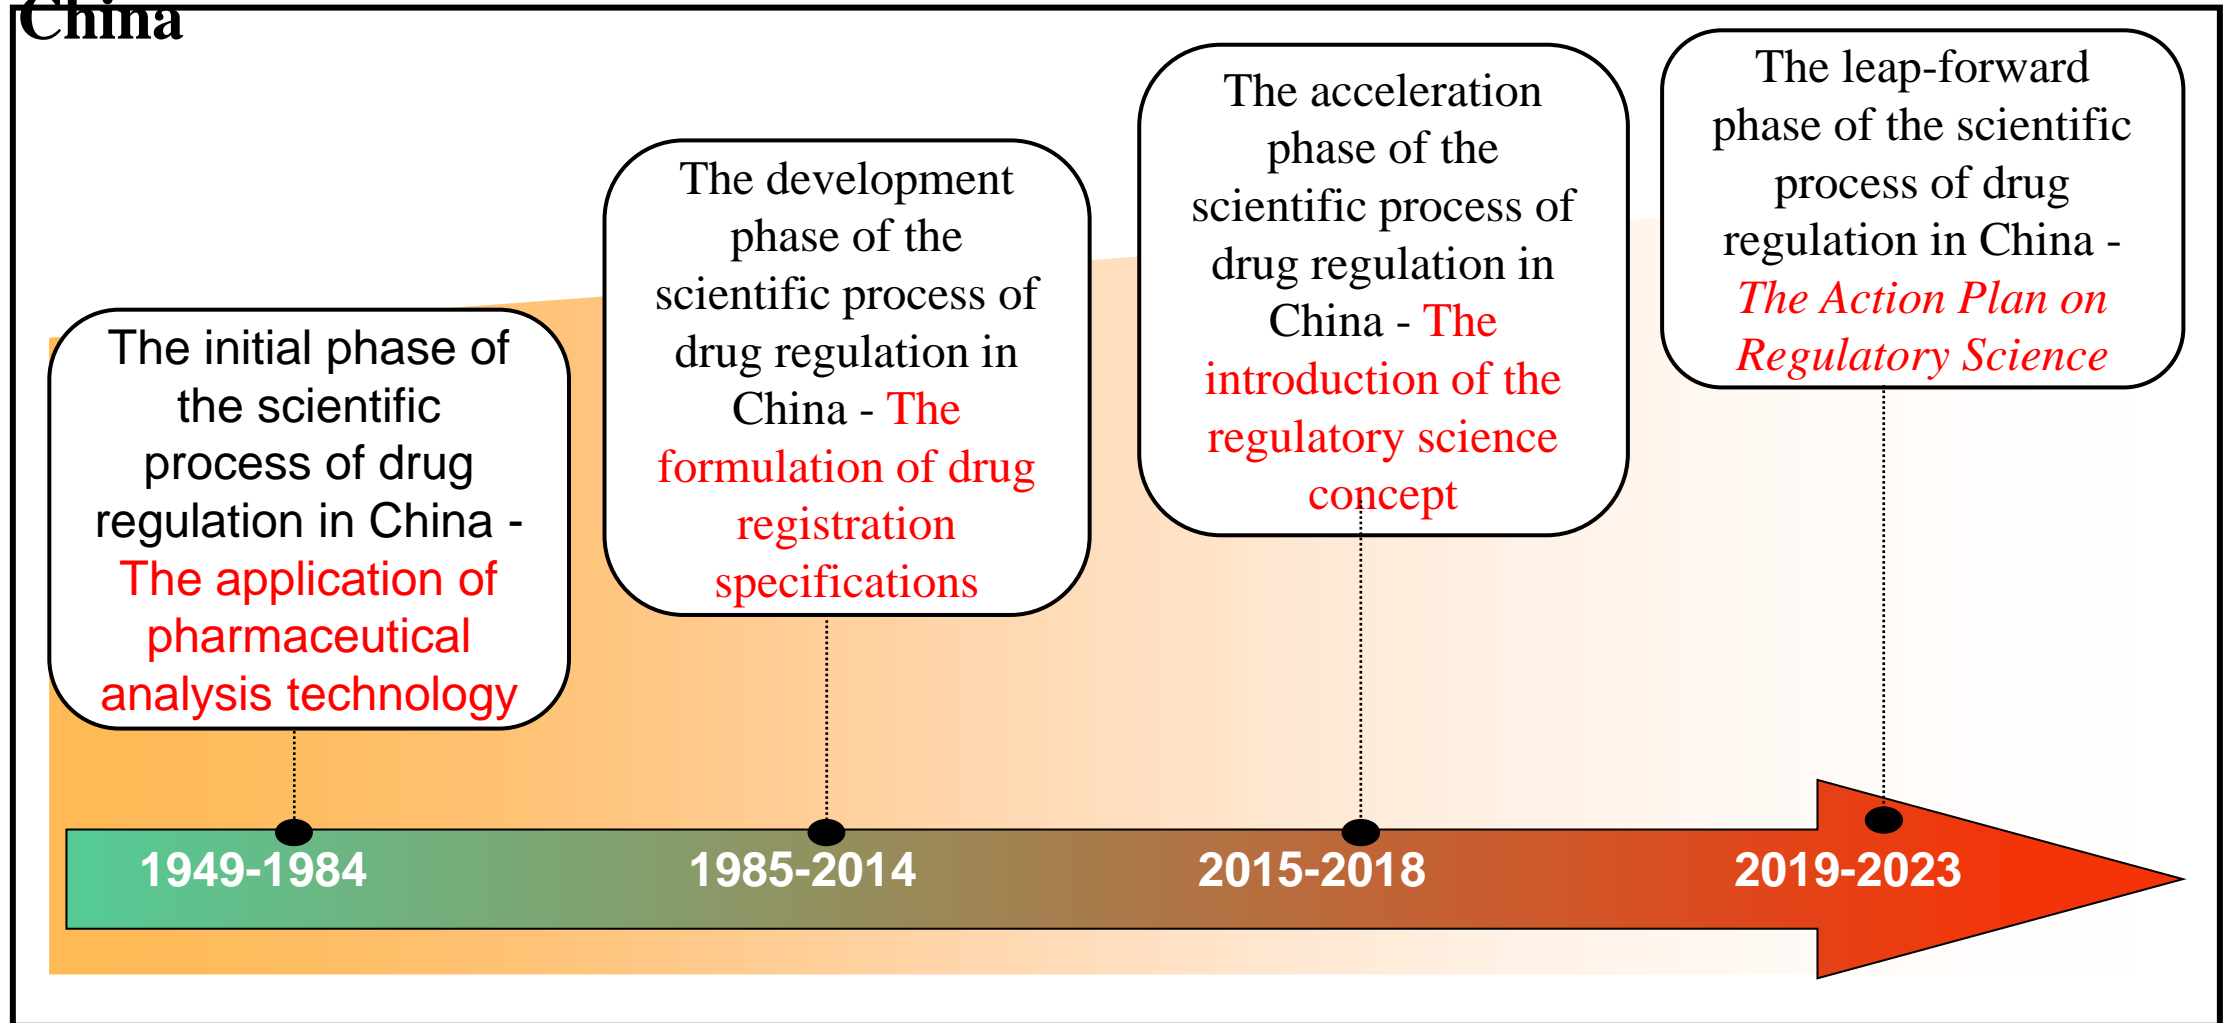 China
The initial phase of
the scientific
process of drug
regulation in China -
The application of
pharmaceutical
analysis technology
The development
phase of the
scientific process of
drug regulation in
China - The
formulation of drug
registration
specifications
The acceleration
phase of the
scientific process of
drug regulation in
China - The
introduction of the
regulatory science
concept
The leap-forward
phase of the scientific
process of drug
regulation in China -
The Action Plan on
Regulatory Science
1949-1984
1985-2014
2015-2018
2019-2023